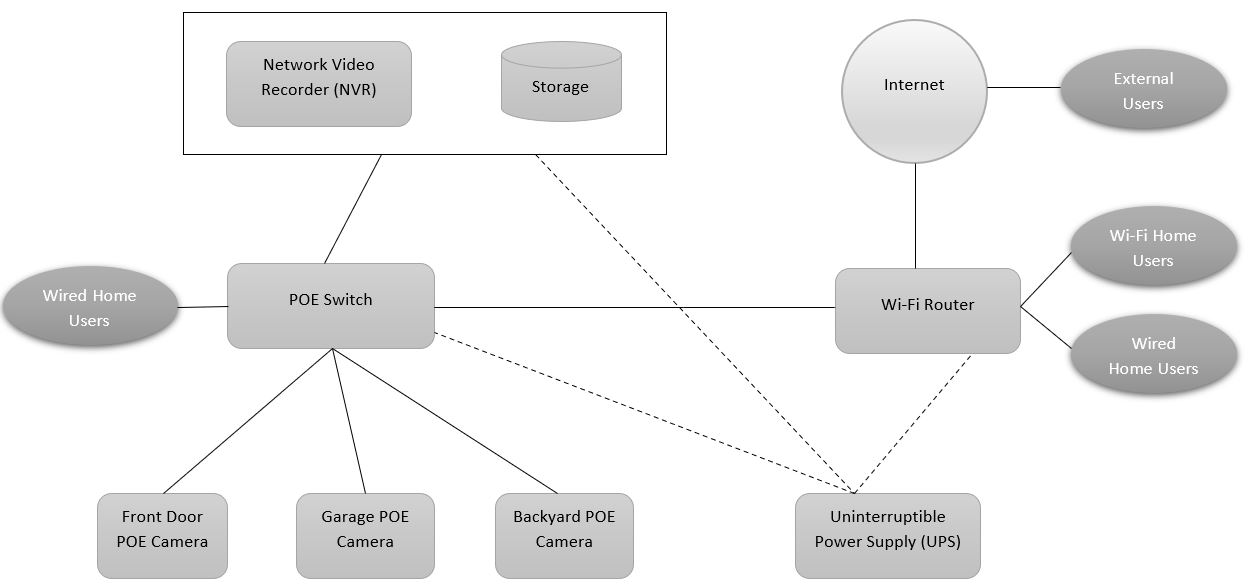 Network Video
Recorder (NVR)
Storage
Internet
External
Users
Wi-Fi Home
Users
Wired Home
Users
POE Switch
Wi-Fi Router
Wired
Home Users
Front Door
POE Camera
Garage POE
Camera
Backyard POE
Camera
Uninterruptible
Power Supply (UPS)